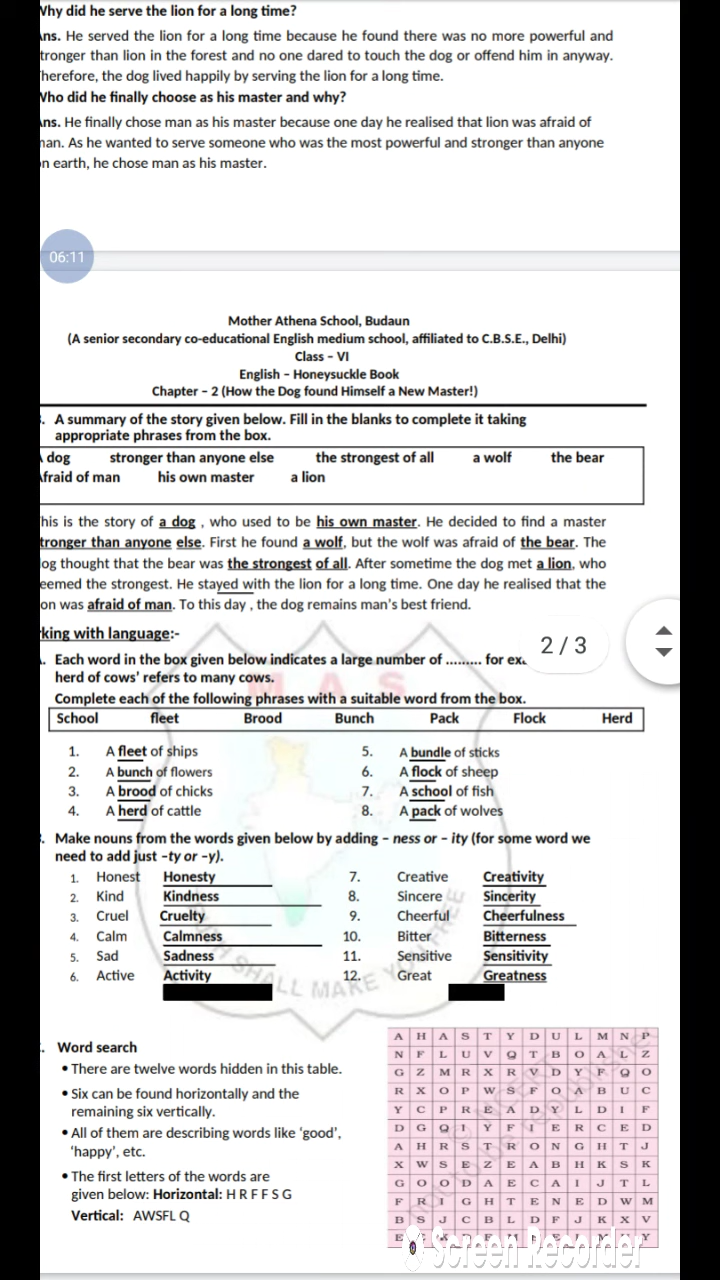 Why did he serve the lion for a long time?
ns. He served the lion for a long time because he found there was no more powerful and
tronger than lion in the forest and no one dared to touch the dog or offend him in anyway.
herefore, the dog lived happily by serving the lion for a long time.
Who did he finally choose as his master and why?
ns. He finally chose man as his master because one day he realised that lion was afraid of
nan. As he wanted to serve someone who was the most powerful and stronger than anyone
n earth, he chose man as his master.
06:11
Mother Athena School, Budaun
(A senior secondary co-educational English medium school, affiliated to C.B.S.E., Delhi)
Class – VI
English – Honeysuckle Book
Chapter – 2 (How the Dog found Himself a New Master!)
. A summary of the story given below. Fill in the blanks to complete it taking
appropriate phrases from the box.
dog stronger than anyone else the strongest of all a wolf the bear
Afraid of man his own master a lion
his is the story of a dog , who used to be his own master. He decided to find a master
tronger than anyone else. First he found a wolf, but the wolf was afraid of the bear. The
og thought that the bear was the strongest of all. After sometime the dog met a lion, who
eemed the strongest. He stayed with the lion for a long time. One day he realised that the
on was afraid of man. To this day , the dog remains man's best friend.
king with language:-
2 / 3
. Each word in the box given below indicates a large number of ......... for ex
herd of cows' refers to many cows.
MAS
Complete each of the following phrases with a suitable word from the box.
School fleet Brood Bunch Pack Flock Herd
1. A fleet of ships 5. A bundle of sticks
2. A bunch of flowers 6. A flock of sheep
3. A brood of chicks 7. A school of fish
4. A herd of cattle 8. A pack of wolves
. Make nouns from the words given below by adding – ness or – ity (for some word we
need to add just –ty or –y).
1. Honest Honesty 7. Creative Creativity
2. Kind Kindness 8. Sincere Sincerity
3. Cruel Cruelty 9. Cheerful Cheerfulness
4. Calm Calmness 10. Bitter Bitterness
5. Sad Sadness 11. Sensitive Sensitivity
6. Active Activity 12. Great Greatness
SHALL MAKE YOU FREE
. Word search
• There are twelve words hidden in this table.
• Six can be found horizontally and the
remaining six vertically.
• All of them are describing words like 'good',
'happy', etc.
• The first letters of the words are
given below: Horizontal: H R F F S G
Vertical: AWSFL Q
A H A S T Y D U L M N P
N F L U V Q T B O A L Z
G Z M R X R V D Y F Q O
R X O P W S F O A B U C
Y C P R E A D Y L D I F
D G Q I Y F I E R C E D
A H R S T R O N G H T J
X W S E Z E A B H K S K
G O O D A E C A I J T L
F R I G H T E N E D W M
B S J C B L D F J K X V
© NCERT
not to be republished
Screen Recorder